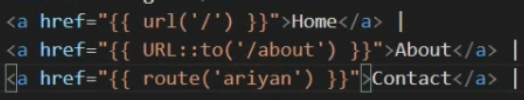 <a href="{{ url('/') }}">Home</a> |
<a href="{{ URL::to('/about') }}">About</a> |
<a href="{{ route('ariyan') }}">Contact</a> |